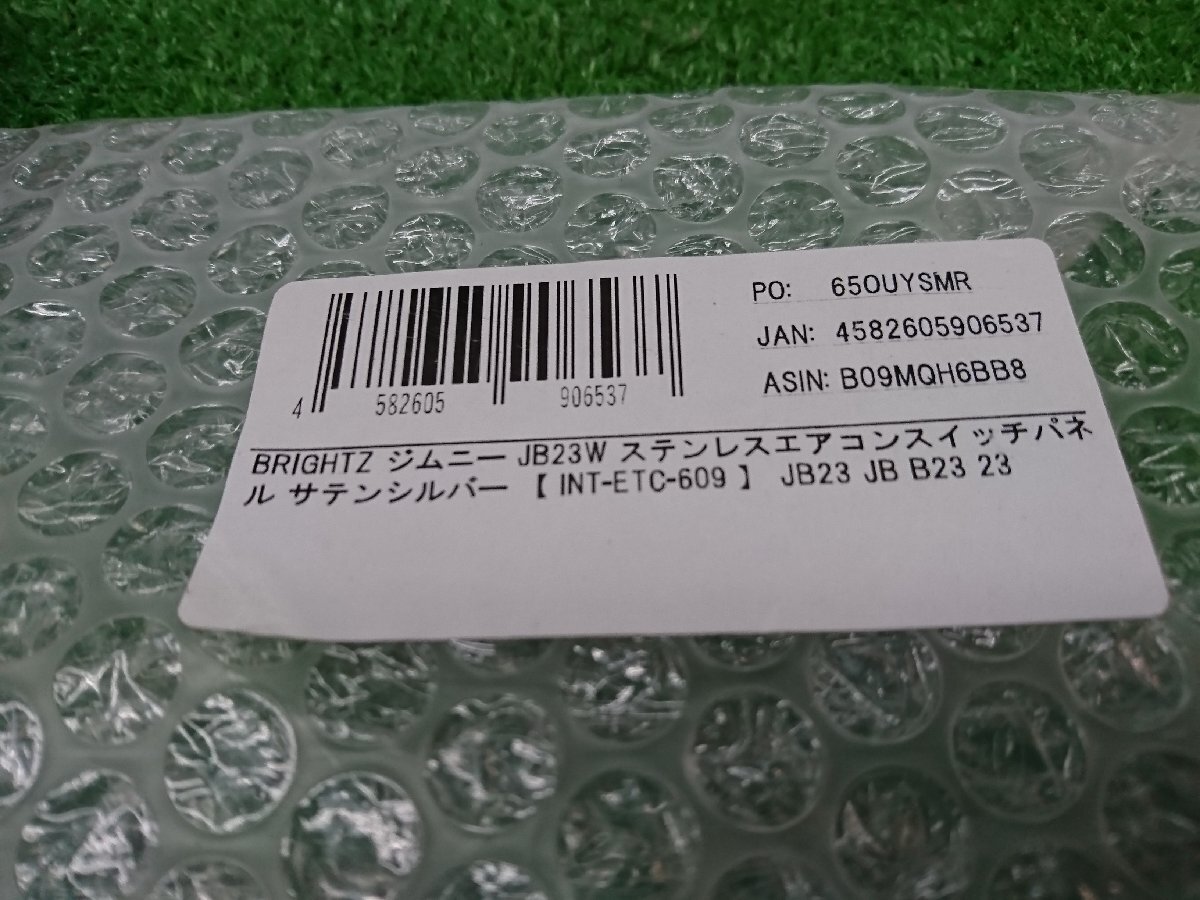 PO: 650UYSMR
JAN: 4582605906537
ASIN: B09MQH6BB8
4 582605 906537
BRIGHTZ ジムニー JB23W ステンレスエアコンスイッチパネ
ル サテンシルバー 【 INT-ETC-609 】 JB23 JB B23 23